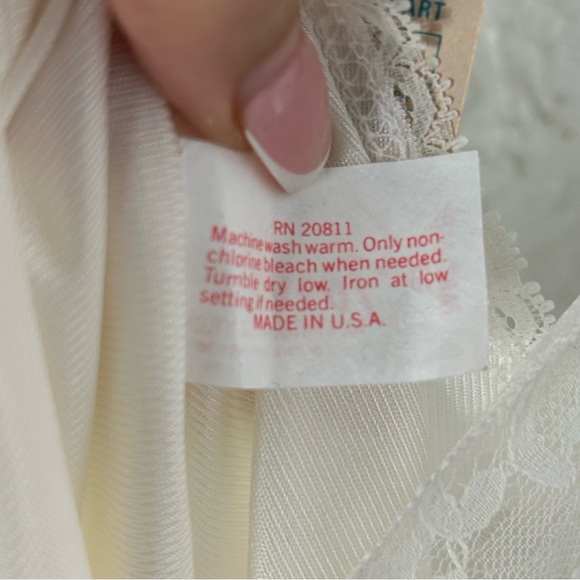 ART
RN 20811
Machine wash warm. Only non-
chlorine bleach when needed.
Tumble dry low. Iron at low
setting if needed.
MADE IN U.S.A.